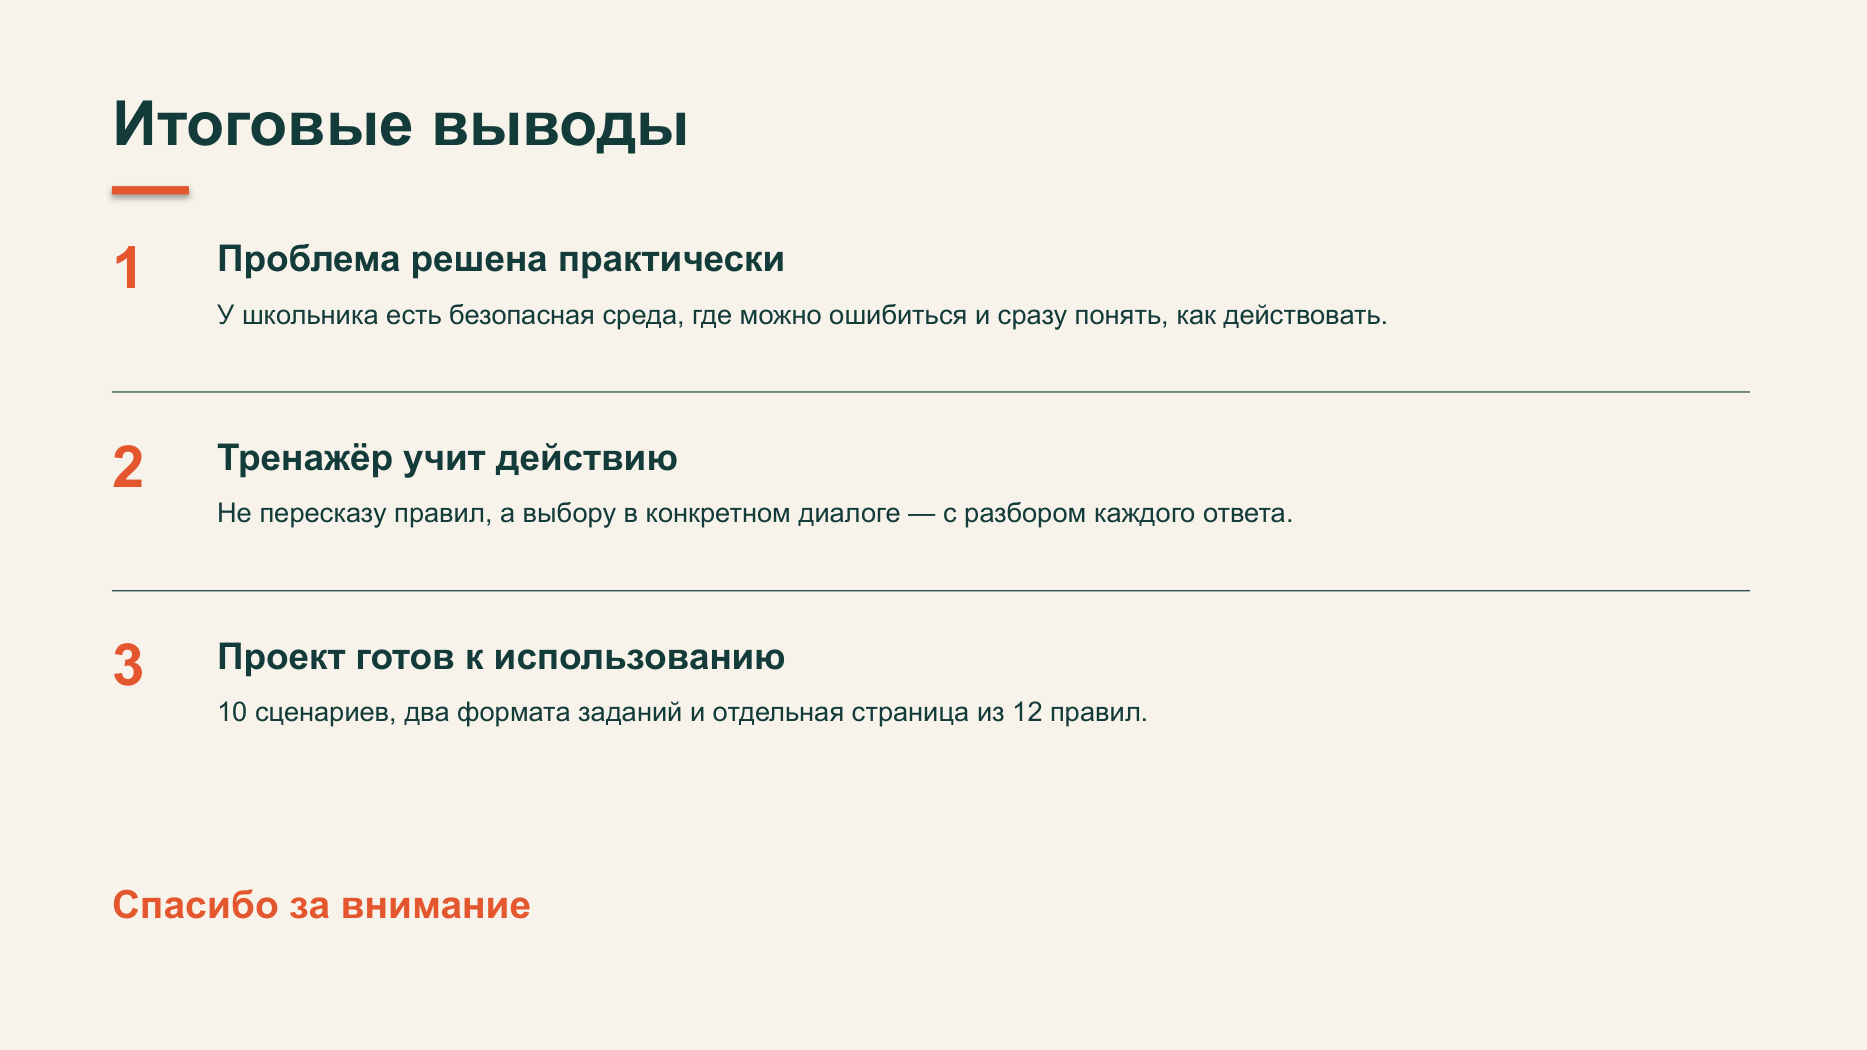 Итоговые выводы
1
Проблема решена практически
У школьника есть безопасная среда, где можно ошибиться и сразу понять, как действовать.
2
Тренажёр учит действию
Не пересказу правил, а выбору в конкретном диалоге — с разбором каждого ответа.
3
Проект готов к использованию
10 сценариев, два формата заданий и отдельная страница из 12 правил.
Спасибо за внимание